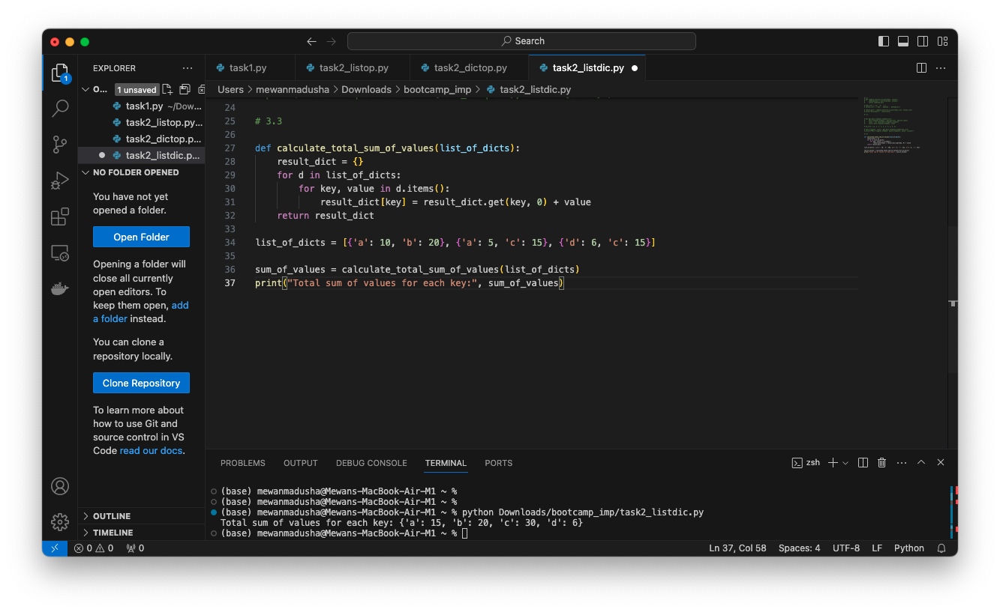 Search
EXPLORER
1
O...
1 unsaved
task1.py ~/Dow...
task2_listop.py...
task2_dictop.p...
task2_listdic.p...
NO FOLDER OPENED
You have not yet
opened a folder.
Open Folder
Opening a folder will
close all currently
open editors. To
keep them open, add
a folder instead.
You can clone a
repository locally.
Clone Repository
To learn more about
how to use Git and
source control in VS
Code read our docs.
OUTLINE
TIMELINE
task1.py
task2_listop.py
task2_dictop.py
task2_listdic.py
Users > mewanmadusha > Downloads > bootcamp_imp > task2_listdic.py
24
25 # 3.3
26
27 def calculate_total_sum_of_values(list_of_dicts):
28     result_dict = {}
29     for d in list_of_dicts:
30         for key, value in d.items():
31             result_dict[key] = result_dict.get(key, 0) + value
32     return result_dict
33
34 list_of_dicts = [{'a': 10, 'b': 20}, {'a': 5, 'c': 15}, {'d': 6, 'c': 15}]
35
36 sum_of_values = calculate_total_sum_of_values(list_of_dicts)
37 print("Total sum of values for each key:", sum_of_values)
PROBLEMS OUTPUT DEBUG CONSOLE TERMINAL PORTS
zsh
(base) mewanmadusha@Mewans-MacBook-Air-M1 ~ %
(base) mewanmadusha@Mewans-MacBook-Air-M1 ~ %
(base) mewanmadusha@Mewans-MacBook-Air-M1 ~ % python Downloads/bootcamp_imp/task2_listdic.py
Total sum of values for each key: {'a': 15, 'b': 20, 'c': 30, 'd': 6}
(base) mewanmadusha@Mewans-MacBook-Air-M1 ~ %
0 0 0
Ln 37, Col 58 Spaces: 4 UTF-8 LF Python